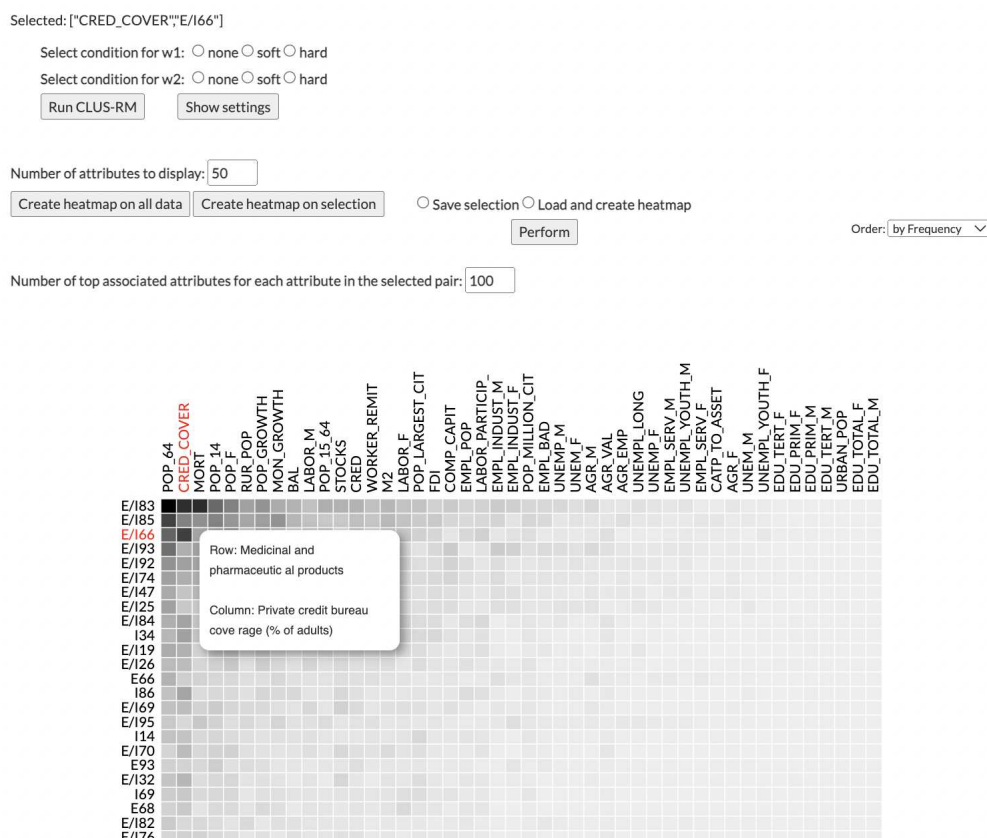 Selected: ["CRED_COVER","E/I66"]
Select condition for w1: none soft hard
Select condition for w2: none soft hard
Run CLUS-RM Show settings
Number of attributes to display: 50
Create heatmap on all data Create heatmap on selection Save selection Load and create heatmap
Perform
Order: by Frequency
Number of top associated attributes for each attribute in the selected pair: 100
POP_64
CRED_COVER
MORT
POP_14
POP_F
RUR_POP
POP_GROWTH
MON_GROWTH
BAL
LABOR_M
POP_15_64
STOCKS
CRED
WORKER_REMIT
M2
LABOR_F
POP_LARGEST_CIT
FDI
COMP_CAPIT
EMPL_POP
LABOR_PARTICIP_
EMPL_INDUST_M
EMPL_INDUST_F
POP_MILLION_CIT
EMPL_BAD
UNEMP_M
UNEM_F
AGR_M
AGR_VAL
AGR_EMP
UNEMPL_LONG
UNEMP_F
EMPL_SERV_M
UNEMPL_YOUTH_M
EMPL_SERV_F
CATP_TO_ASSET
AGR_F
UNEM_M
UNEMPL_YOUTH_F
EDU_TERT_F
EDU_PRIM_F
EDU_PRIM_M
EDU_TERT_M
URBAN_POP
EDU_TOTAL_F
EDU_TOTAL_M
E/I83
E/I85
E/I66
E/I93
E/I92
E/I74
E/I47
E/I25
E/I84
I34
E/I19
E/I26
E66
I86
E/I69
E/I95
I14
E/I70
E93
E/I32
I69
E68
E/I82
E/I76
Row: Medicinal and
pharmaceutic al products
Column: Private credit bureau
cove rage (% of adults)